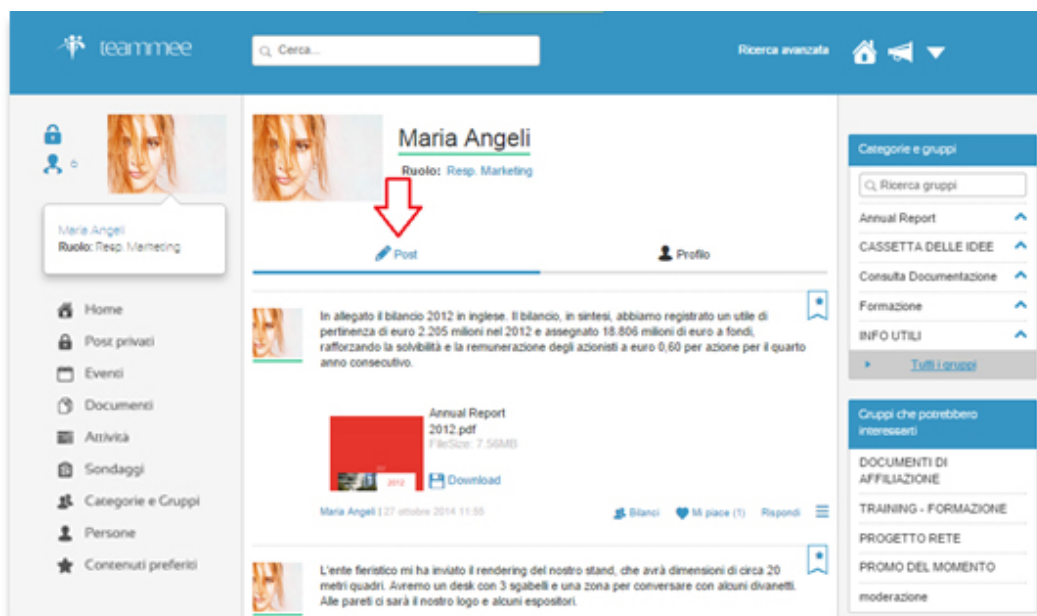 teammee
Cerca...
Ricerca avanzata
6
Maria Angeli
Ruolo: Resp. Marketing
Home
Post privati
Eventi
Documenti
Attività
Sondaggi
Categorie e Gruppi
Persone
Contenuti preferiti
Maria Angeli
Ruolo: Resp. Marketing
Post
Profilo
In allegato il bilancio 2012 in inglese. Il bilancio, in sintesi, abbiamo registrato un utile di
pertinenza di euro 2.205 milioni nel 2012 e assegnato 18.806 milioni di euro a fondi,
rafforzando la solvibilità e la remunerazione degli azionisti a euro 0,60 per azione per il quarto
anno consecutivo.
Annual Report
2012.pdf
FileSize: 7.56MB
2012
Download
Maria Angeli | 27 ottobre 2014 11:55
Bilanci
Mi piace (1)
Rispondi
L'ente fieristico mi ha inviato il rendering del nostro stand, che avrà dimensioni di circa 20
metri quadri. Avremo un desk con 3 sgabelli e una zona per conversare con alcuni divanetti.
Alle pareti ci sarà il nostro logo e alcuni espositori.
Categorie e gruppi
Ricerca gruppi
Annual Report
CASSETTA DELLE IDEE
Consulta Documentazione
Formazione
INFO UTILI
Tutti i gruppi
Gruppi che potrebbero
interessarti
DOCUMENTI DI
AFFILIAZIONE
TRAINING - FORMAZIONE
PROGETTO RETE
PROMO DEL MOMENTO
moderazione